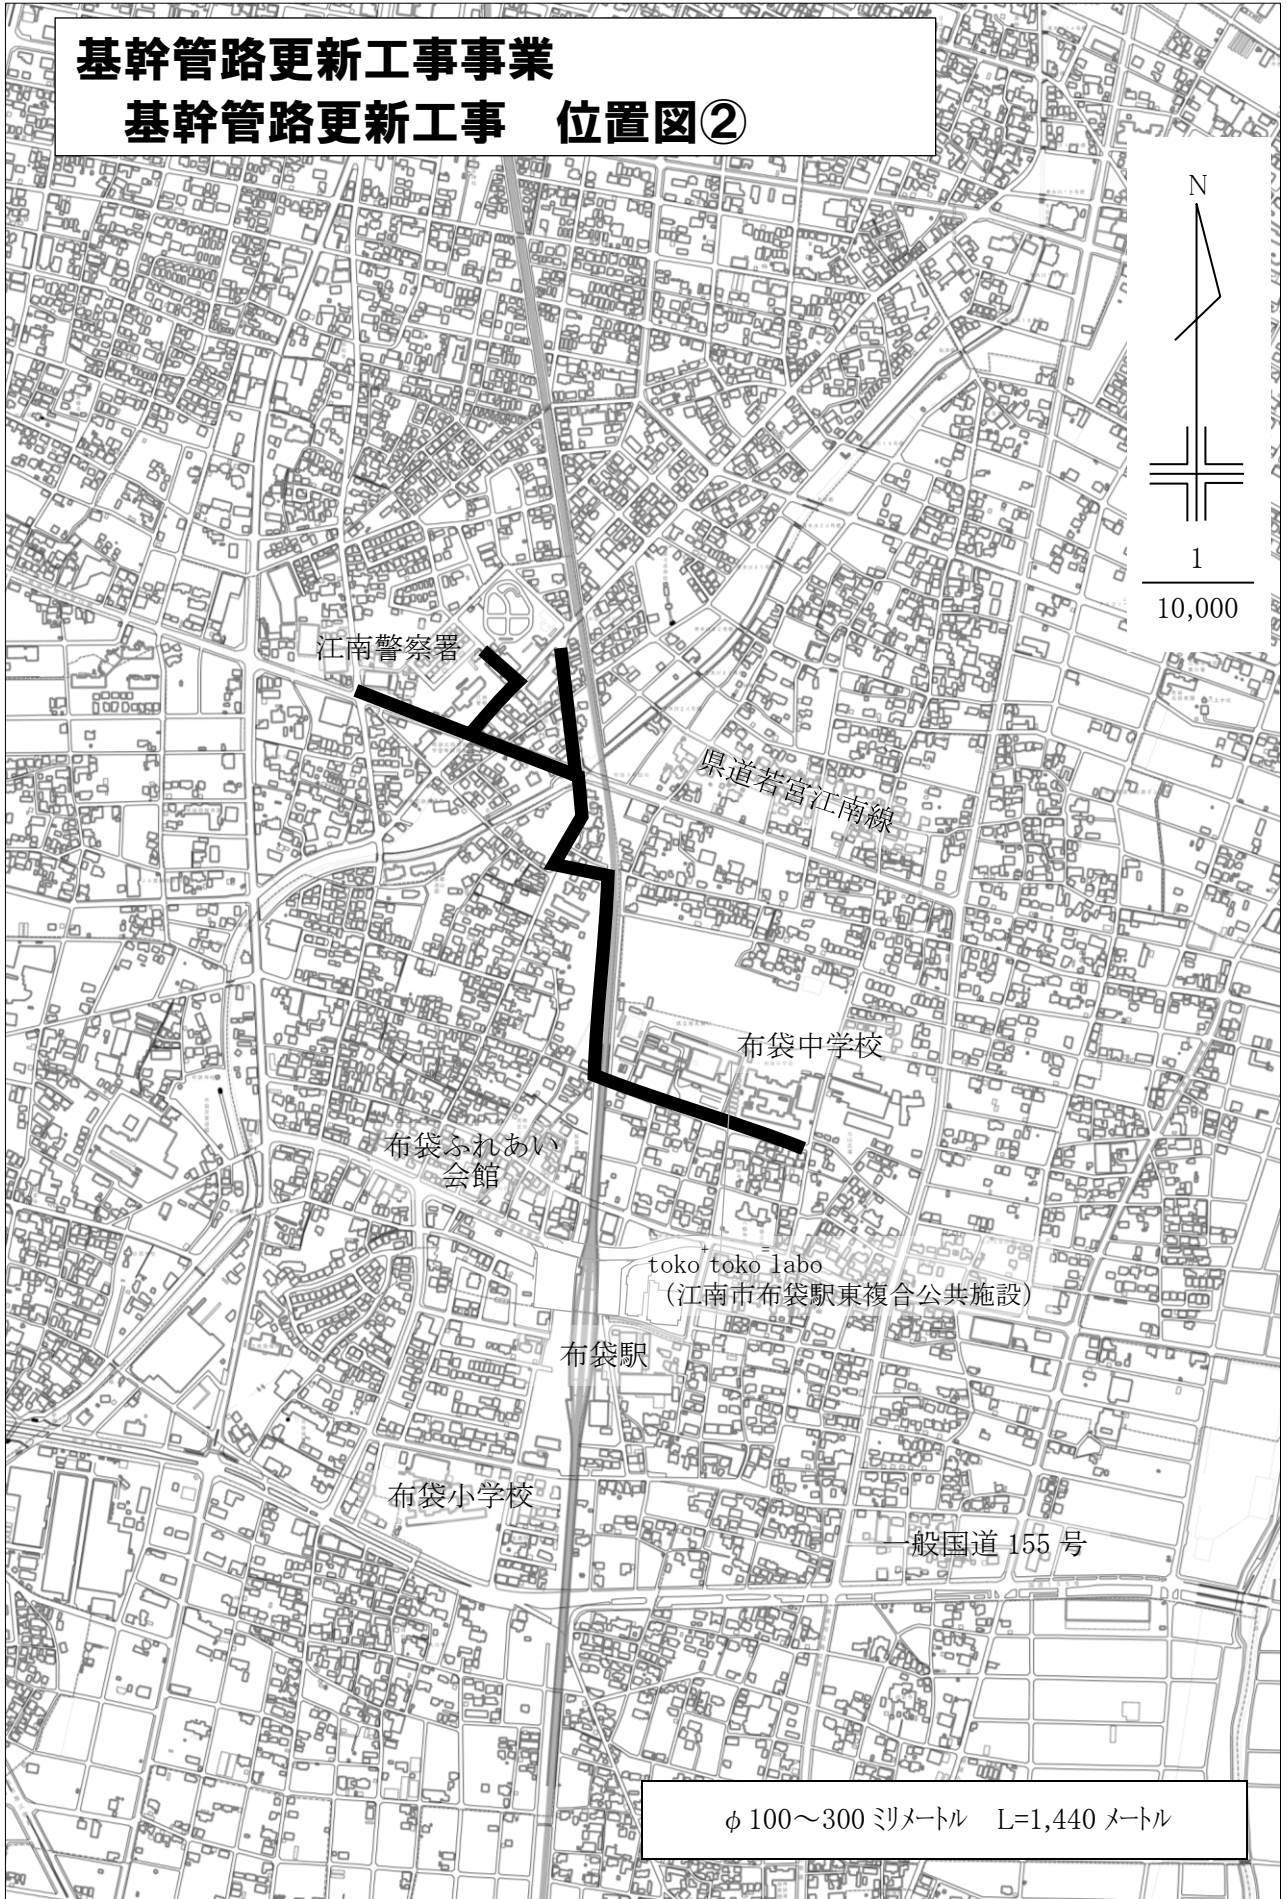 基幹管路更新工事事業
基幹管路更新工事　位置図②
N
1
10,000
江南警察署
県道若宮江南線
布袋中学校
布袋ふれあい
会館
toko⁺toko⁼labo
（江南市布袋駅東複合公共施設）
布袋駅
布袋小学校
一般国道 155 号
φ 100～300 ミリメートル　L=1,440 メートル